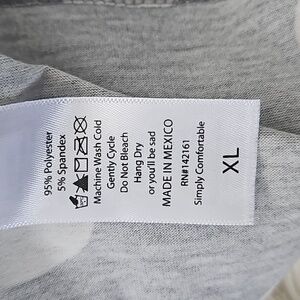 95% Polyester
5% Spandex
Machine Wash Cold
Gently Cycle
Do Not Bleach
Hang Dry
or you'll be sad
MADE IN MEXICO
RN#142161
Simply Comfortable
XL